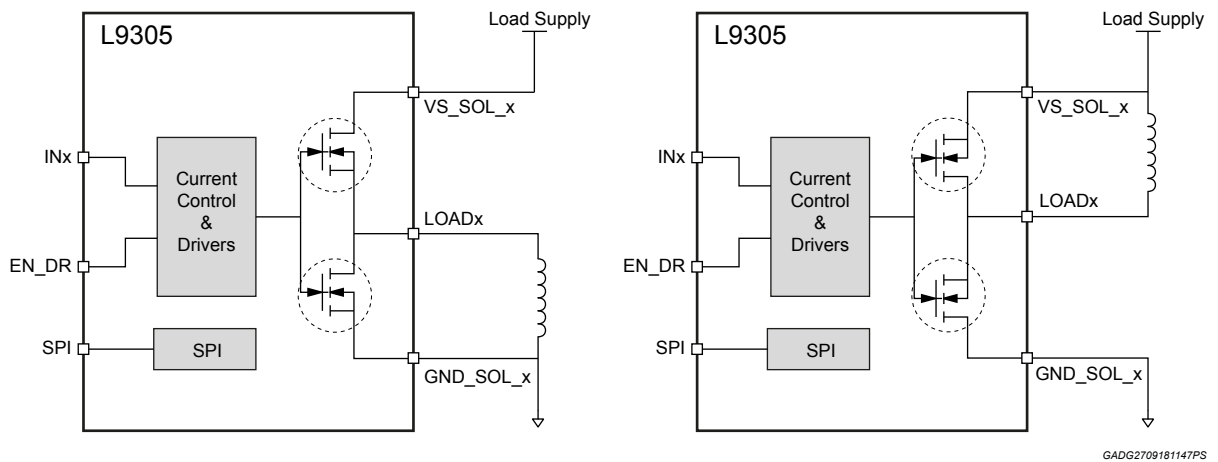 Load Supply
L9305
VS_SOL_x
INx
Current
Control
&
Drivers
LOADx
EN_DR
SPI
SPI
GND_SOL_x
Load Supply
L9305
VS_SOL_x
INx
Current
Control
&
Drivers
LOADx
EN_DR
SPI
SPI
GND_SOL_x
GADG2709181147PS